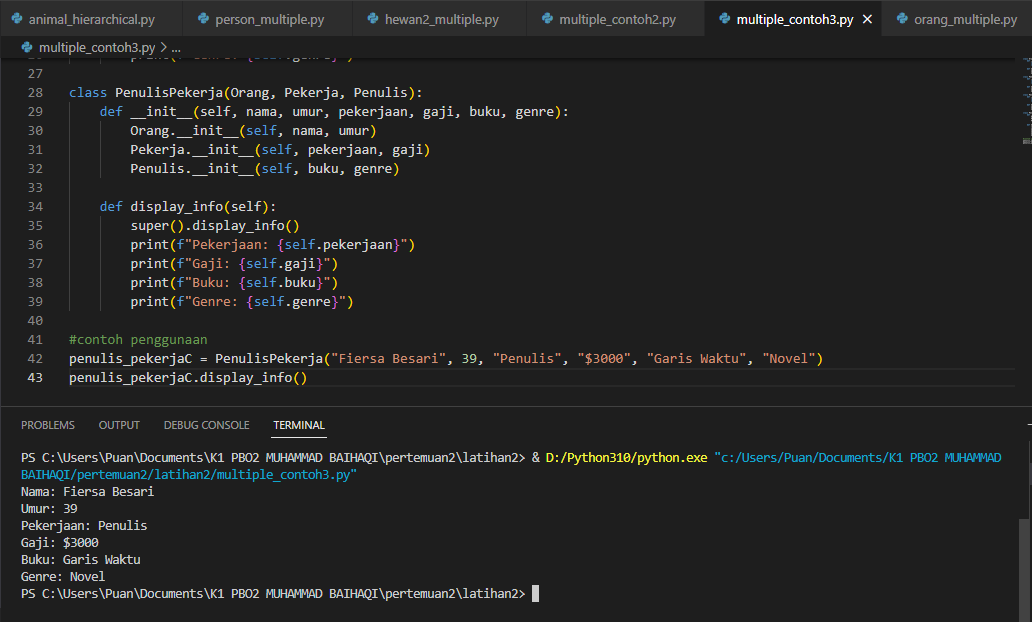 animal_hierarchical.py person_multiple.py hewan2_multiple.py multiple_contoh2.py multiple_contoh3.py orang_multiple.py
multiple_contoh3.py > ...
27
28 class PenulisPekerja(Orang, Pekerja, Penulis):
29 def __init__(self, nama, umur, pekerjaan, gaji, buku, genre):
30 Orang.__init__(self, nama, umur)
31 Pekerja.__init__(self, pekerjaan, gaji)
32 Penulis.__init__(self, buku, genre)
33
34 def display_info(self):
35 super().display_info()
36 print(f"Pekerjaan: {self.pekerjaan}")
37 print(f"Gaji: {self.gaji}")
38 print(f"Buku: {self.buku}")
39 print(f"Genre: {self.genre}")
40
41 #contoh penggunaan
42 penulis_pekerjaC = PenulisPekerja("Fiersa Besari", 39, "Penulis", "$3000", "Garis Waktu", "Novel")
43 penulis_pekerjaC.display_info()
PROBLEMS OUTPUT DEBUG CONSOLE TERMINAL
PS C:\Users\Puan\Documents\K1 PBO2 MUHAMMAD BAIHAQI\pertemuan2\latihan2> & D:/Python310/python.exe "c:/Users/Puan/Documents/K1 PBO2 MUHAMMAD
BAIHAQI/pertemuan2/latihan2/multiple_contoh3.py"
Nama: Fiersa Besari
Umur: 39
Pekerjaan: Penulis
Gaji: $3000
Buku: Garis Waktu
Genre: Novel
PS C:\Users\Puan\Documents\K1 PBO2 MUHAMMAD BAIHAQI\pertemuan2\latihan2>